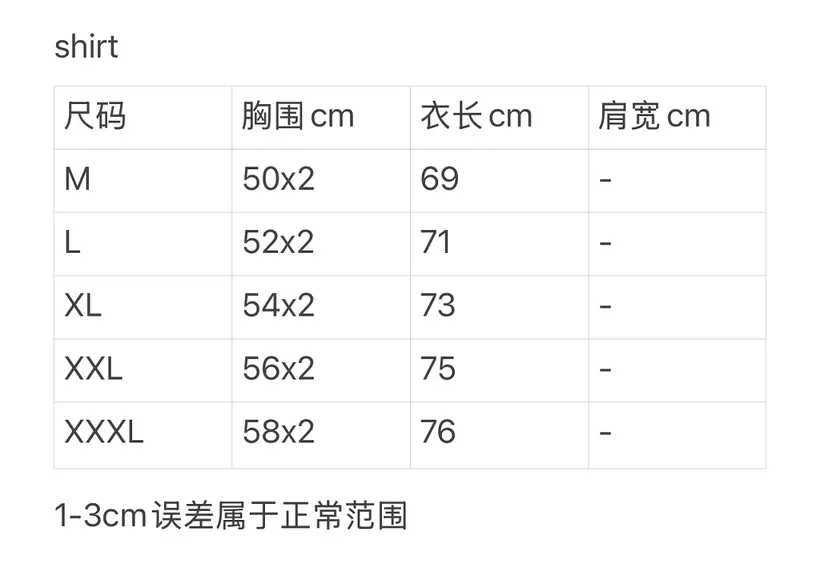 shirt
尺码 胸围cm 衣长cm 肩宽cm
M 50x2 69 -
L 52x2 71 -
XL 54x2 73 -
XXL 56x2 75 -
XXXL 58x2 76 -
1-3cm误差属于正常范围